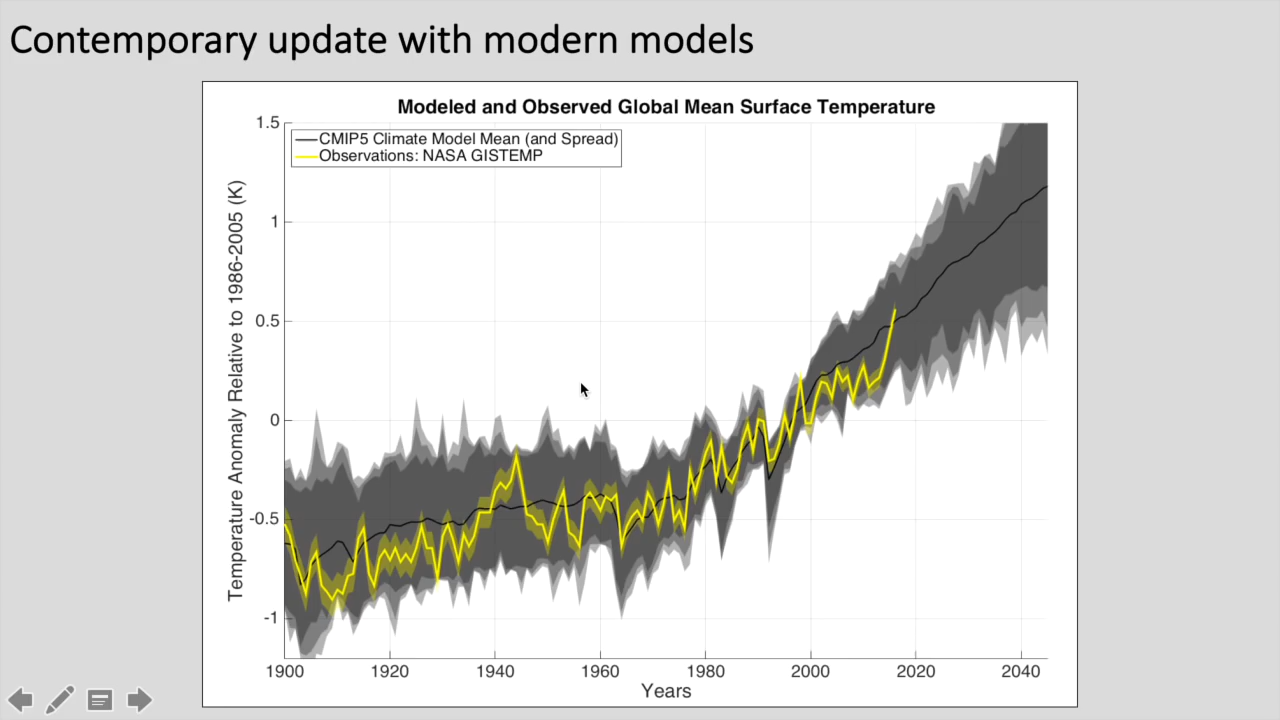 Contemporary update with modern models
Modeled and Observed Global Mean Surface Temperature
CMIP5 Climate Model Mean (and Spread)
Observations: NASA GISTEMP
Temperature Anomaly Relative to 1986-2005 (K)
1.5
1
0.5
0
-0.5
-1
1900 1920 1940 1960 1980 2000 2020 2040
Years